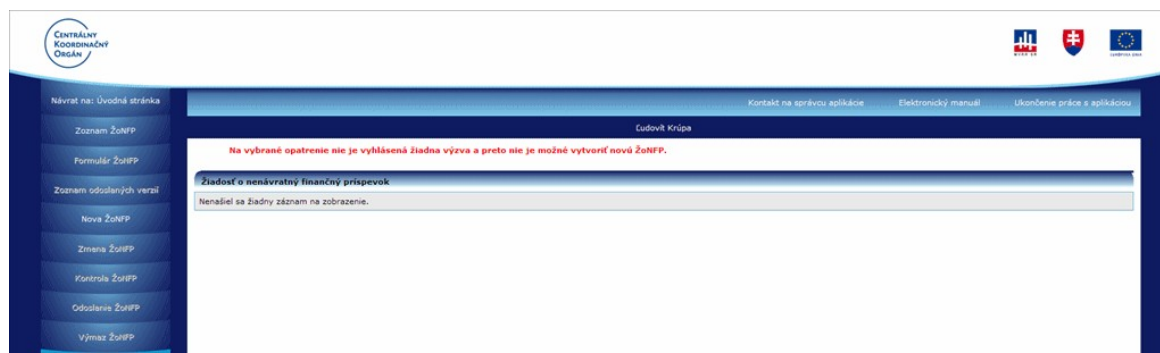 CENTRÁLNY
KOORDINAČNÝ
ORGÁN
Návrat na: Úvodná stránka
Kontakt na správcu aplikácie
Elektronický manuál
Ukončenie práce s aplikáciou
Zoznam ŽoNFP
Ľudovít Krúpa
Na vybrané opatrenie nie je vyhlásená žiadna výzva a preto nie je možné vytvoriť novú ŽoNFP.
Formulár ŽoNFP
Žiadosť o nenávratný finančný príspevok
Zoznam odoslaných verzií
Nenašiel sa žiadny záznam na zobrazenie.
Nova ŽoNFP
Zmena ŽoNFP
Kontrola ŽoNFP
Odoslanie ŽoNFP
Výmaz ŽoNFP